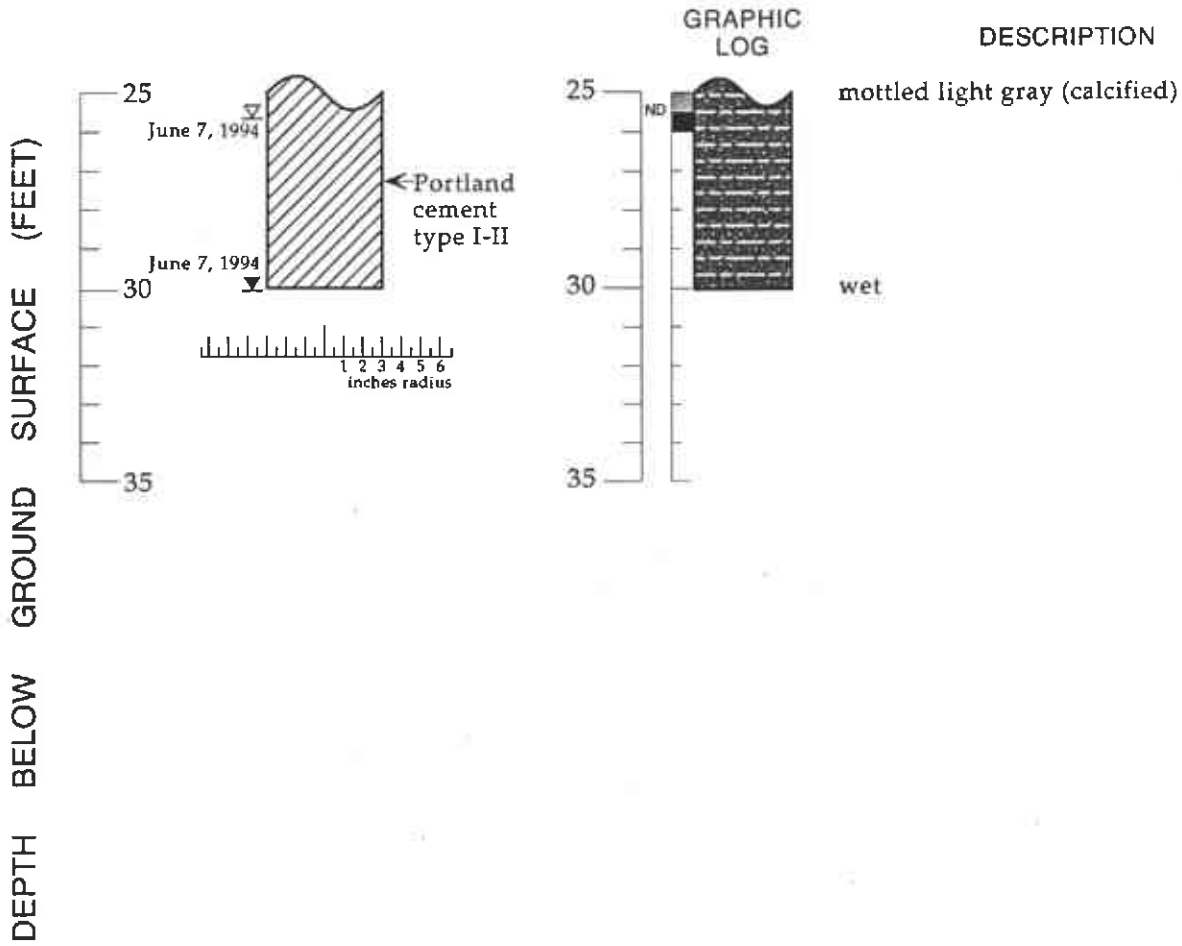 GRAPHIC
LOG
DESCRIPTION
DEPTH BELOW GROUND SURFACE (FEET)
25
June 7, 1994
Portland
cement
type I-II
June 7, 1994
30
1 2 3 4 5 6
inches radius
35
25
ND
mottled light gray (calcified)
30
wet
35